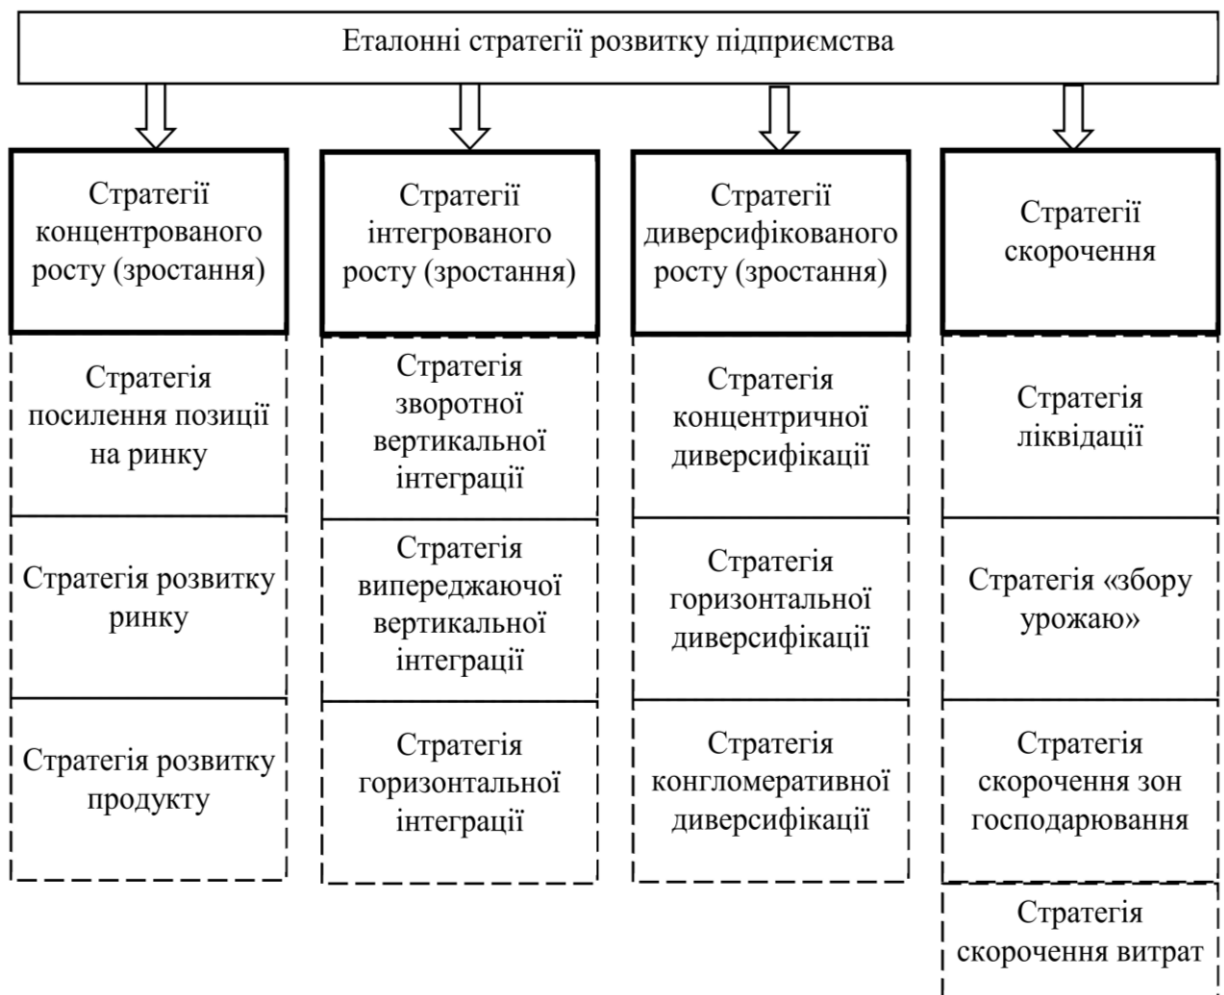 Еталонні стратегії розвитку підприємства
Стратегії
концентрованого
росту (зростання)
Стратегія
посилення позиції
на ринку
Стратегія розвитку
ринку
Стратегія розвитку
продукту
Стратегії
інтегрованого
росту (зростання)
Стратегія
зворотної
вертикальної
інтеграції
Стратегія
випереджаючої
вертикальної
інтеграції
Стратегія
горизонтальної
інтеграції
Стратегії
диверсифікованого
росту (зростання)
Стратегія
концентричної
диверсифікації
Стратегія
горизонтальної
диверсифікації
Стратегія
конгломеративної
диверсифікації
Стратегії
скорочення
Стратегія
ліквідації
Стратегія «збору
урожаю»
Стратегія
скорочення зон
господарювання
Стратегія
скорочення витрат